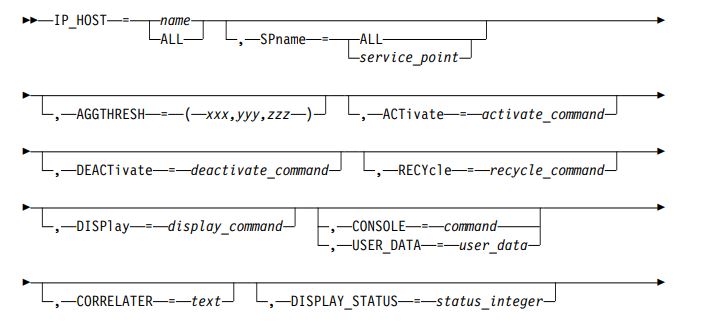 IP_HOST = name , SPname = ALL
ALL service_point
, AGGTHRESH = ( xxx,yyy,zzz ) , ACTivate = activate_command
, DEACTivate = deactivate_command , RECYcle = recycle_command
, DISPlay = display_command , CONSOLE = command
, USER_DATA = user_data
, CORRELATER = text , DISPLAY_STATUS = status_integer